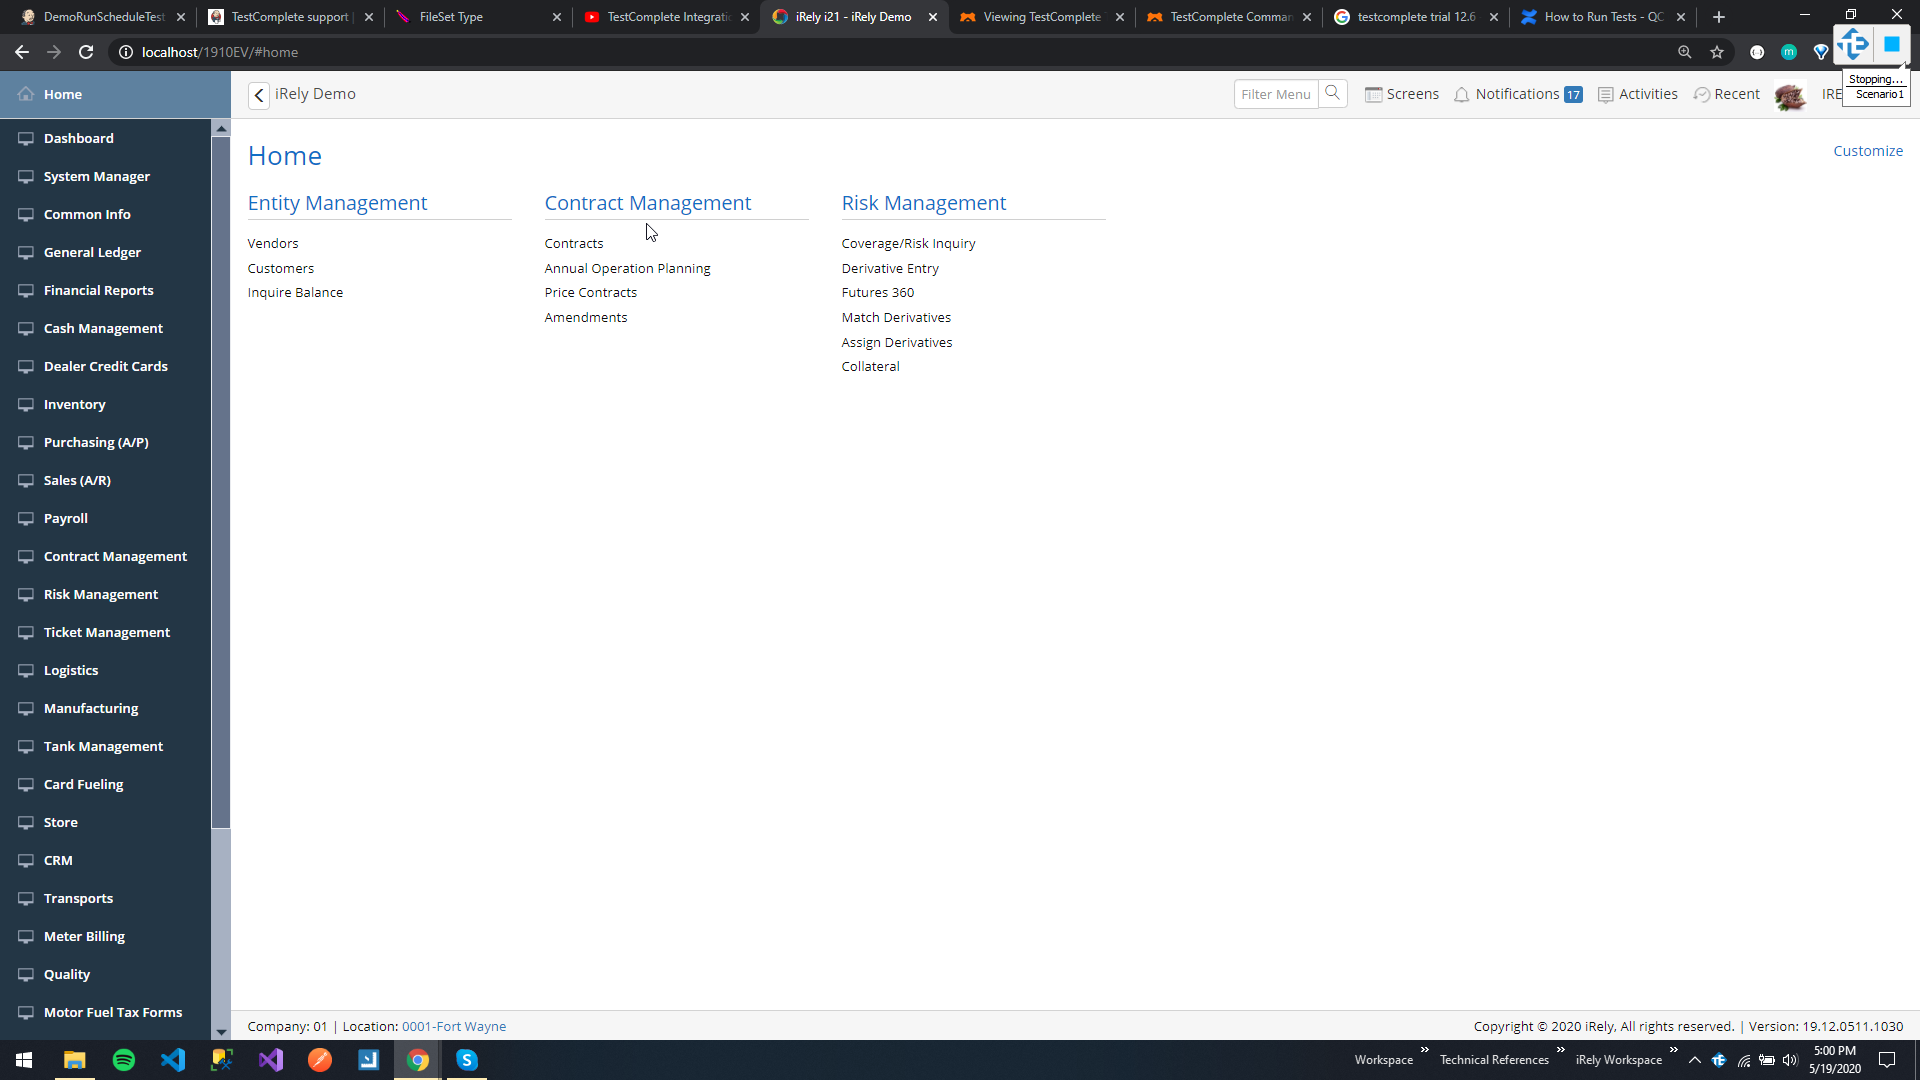 DemoRunScheduleTest
TestComplete support |
FileSet Type
TestComplete Integratio
iRely i21 - iRely Demo
Viewing TestComplete
TestComplete Comman
testcomplete trial 12.6
How to Run Tests - QC
localhost/1910EV/#home
Stopping...
Scenario1
Home
iRely Demo
Filter Menu
Screens
Notifications 17
Activities
Recent
IRE
Dashboard
System Manager
Common Info
General Ledger
Financial Reports
Cash Management
Dealer Credit Cards
Inventory
Purchasing (A/P)
Sales (A/R)
Payroll
Contract Management
Risk Management
Ticket Management
Logistics
Manufacturing
Tank Management
Card Fueling
Store
CRM
Transports
Meter Billing
Quality
Motor Fuel Tax Forms
Home
Customize
Entity Management
Vendors
Customers
Inquire Balance
Contract Management
Contracts
Annual Operation Planning
Price Contracts
Amendments
Risk Management
Coverage/Risk Inquiry
Derivative Entry
Futures 360
Match Derivatives
Assign Derivatives
Collateral
Company: 01 | Location: 0001-Fort Wayne
Copyright © 2020 iRely, All rights reserved. | Version: 19.12.0511.1030
Workspace
Technical References
iRely Workspace
5:00 PM
5/19/2020